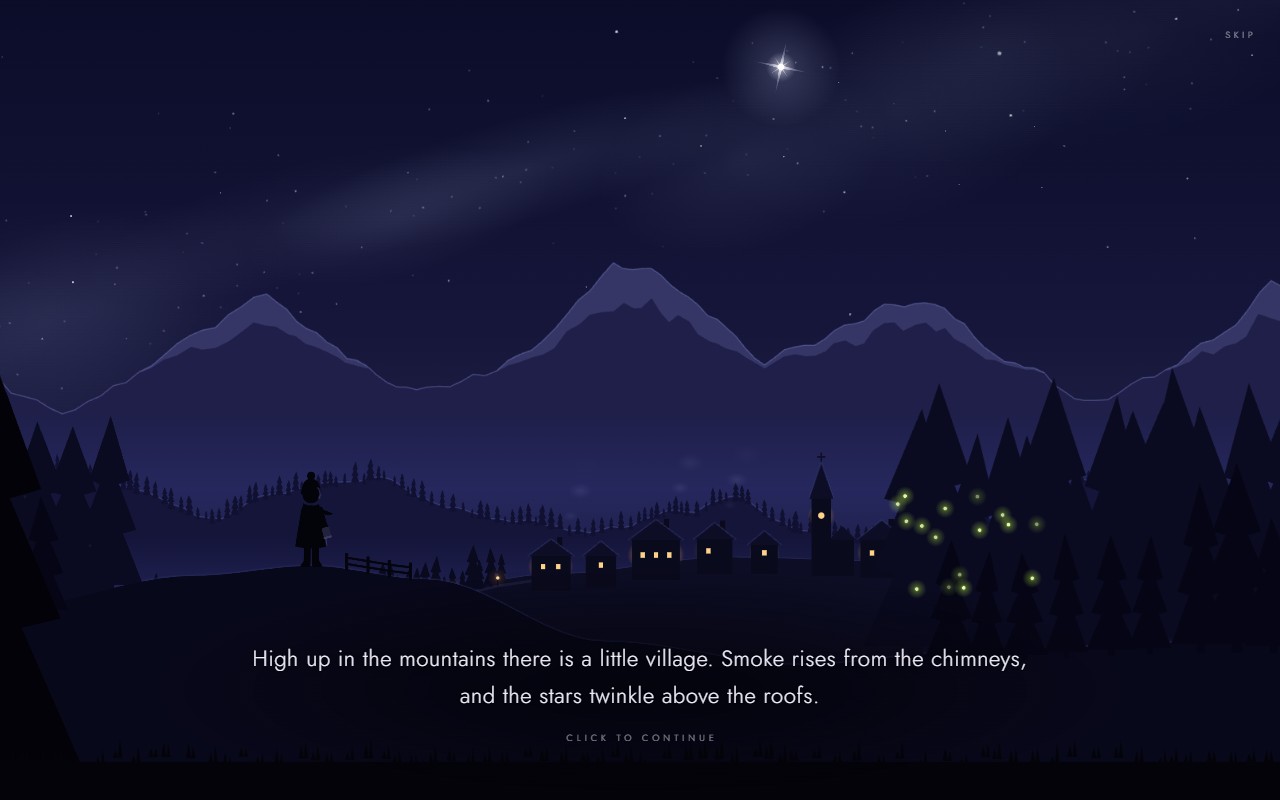 SKIP
High up in the mountains there is a little village. Smoke rises from the chimneys,
and the stars twinkle above the roofs.
CLICK TO CONTINUE